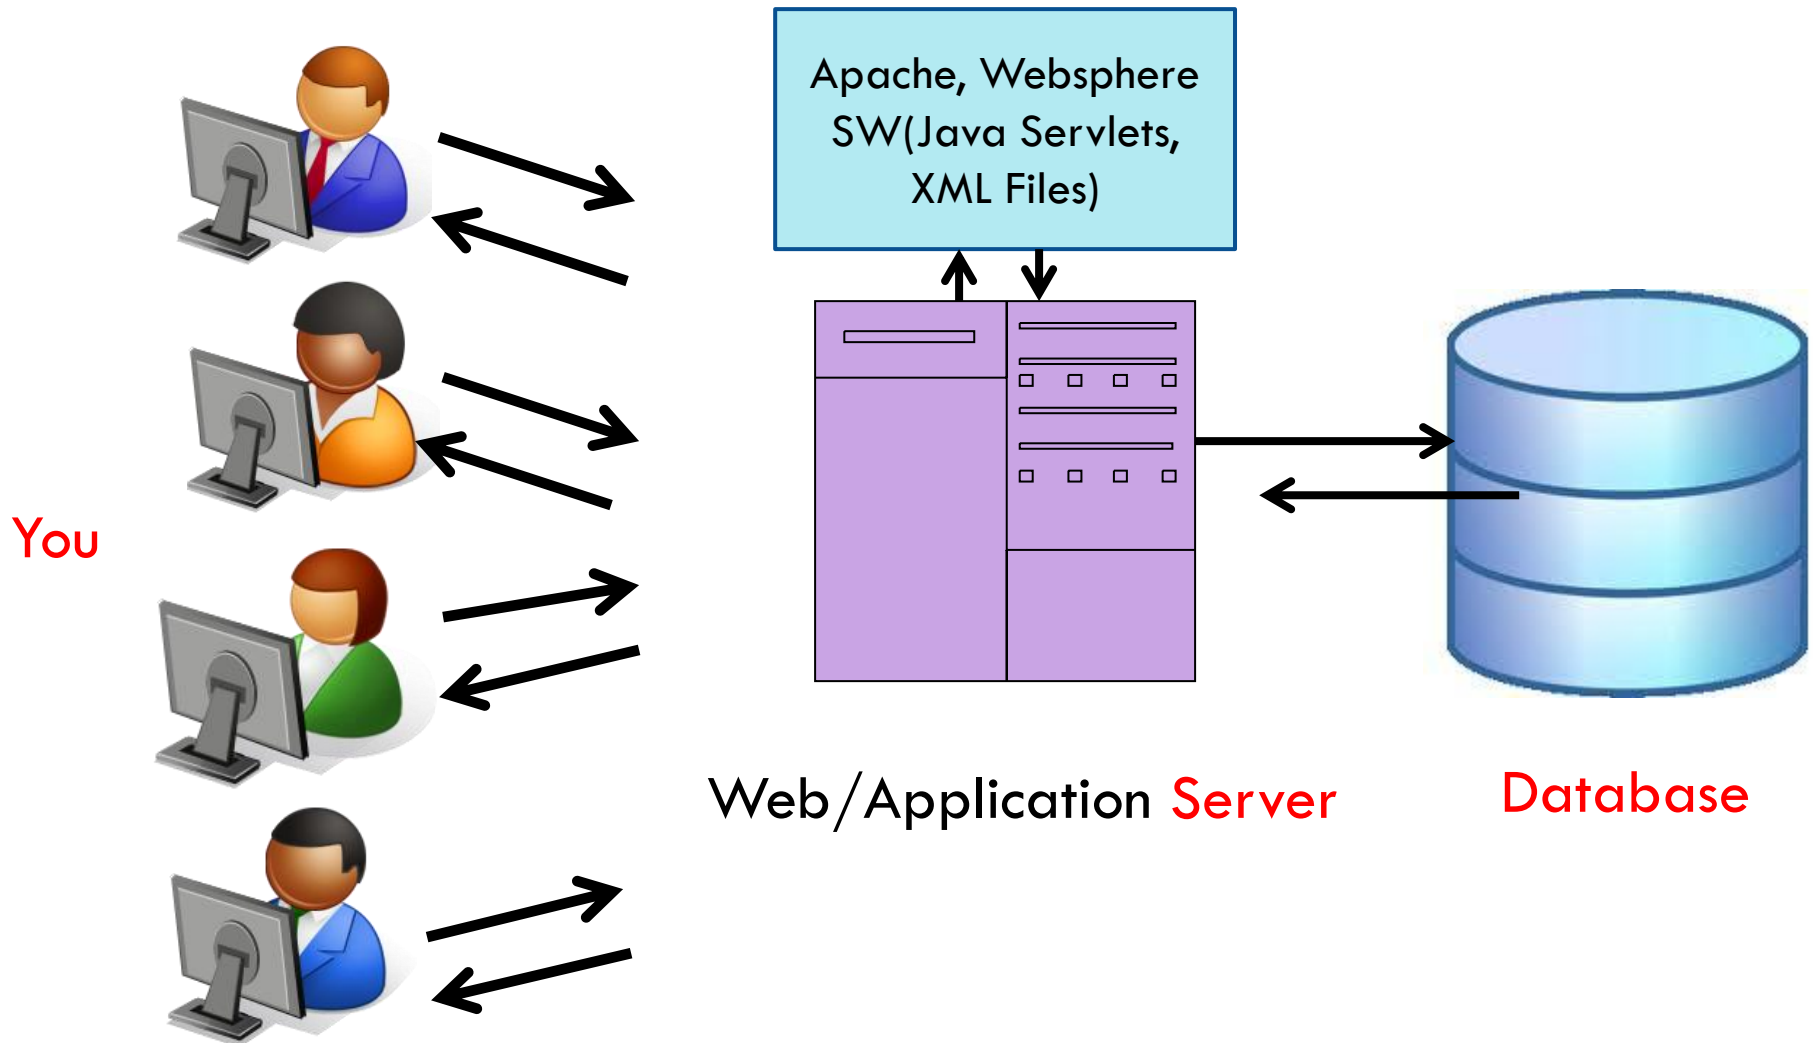 Apache, Websphere
SW(Java Servlets,
XML Files)
You
Web/Application Server
Database